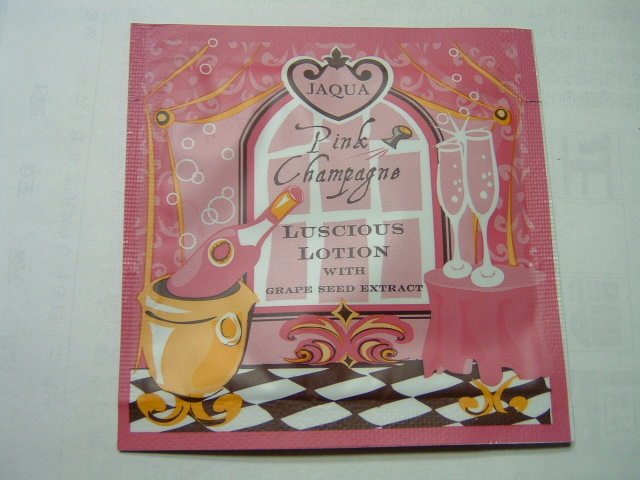 JAQUA
Pink
Champagne
LUSCIOUS
LOTION
WITH
GRAPE SEED EXTRACT